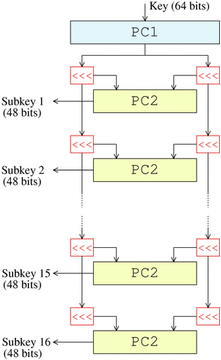 Key (64 bits)
PC1
<<< <<<
Subkey 1
(48 bits)
PC2
<<< <<<
Subkey 2
(48 bits)
PC2
<<< <<<
Subkey 15
(48 bits)
PC2
<<< <<<
Subkey 16
(48 bits)
PC2